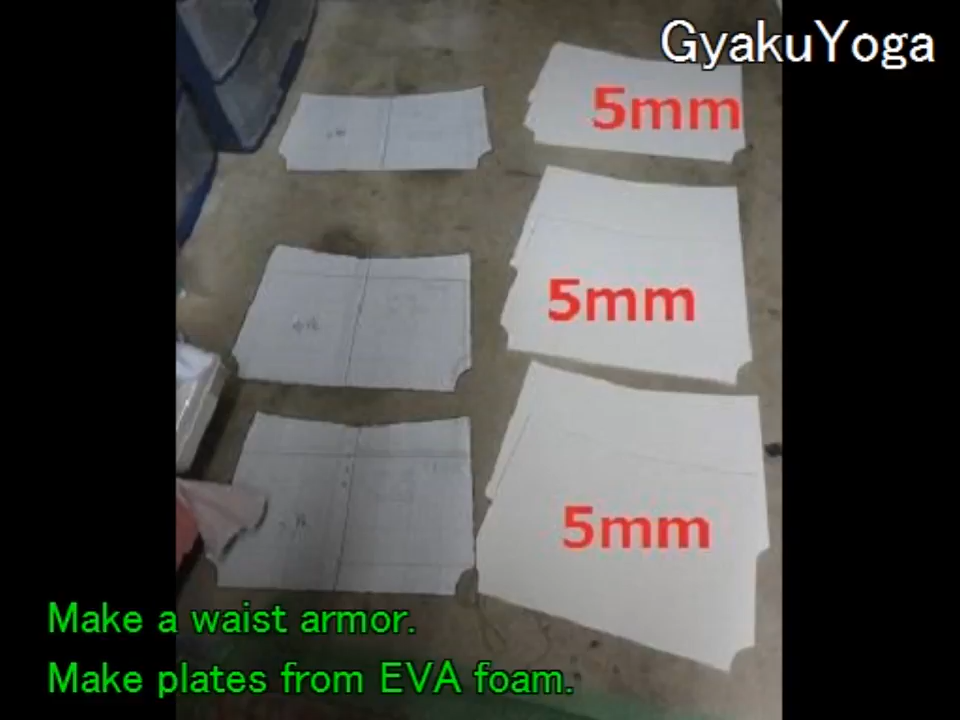 GyakuYoga
5mm
5mm
5mm
Make a waist armor.
Make plates from EVA foam.